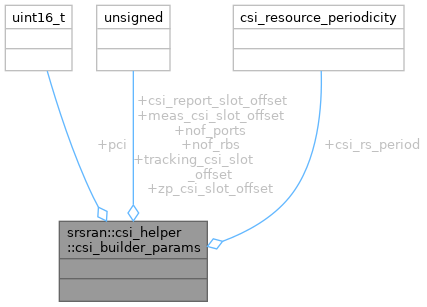 uint16_t
unsigned
csi_resource_periodicity
+csi_report_slot_offset
+meas_csi_slot_offset
+nof_ports
+pci
+nof_rbs
+csi_rs_period
+tracking_csi_slot
_offset
+zp_csi_slot_offset
srsran::csi_helper
::csi_builder_params